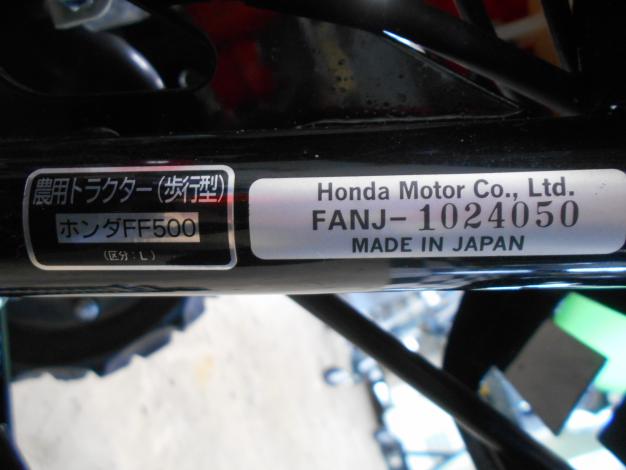 農用トラクター(歩行型)
ホンダFF500
(区分:L)
Honda Motor Co., Ltd.
FANJ-1024050
MADE IN JAPAN